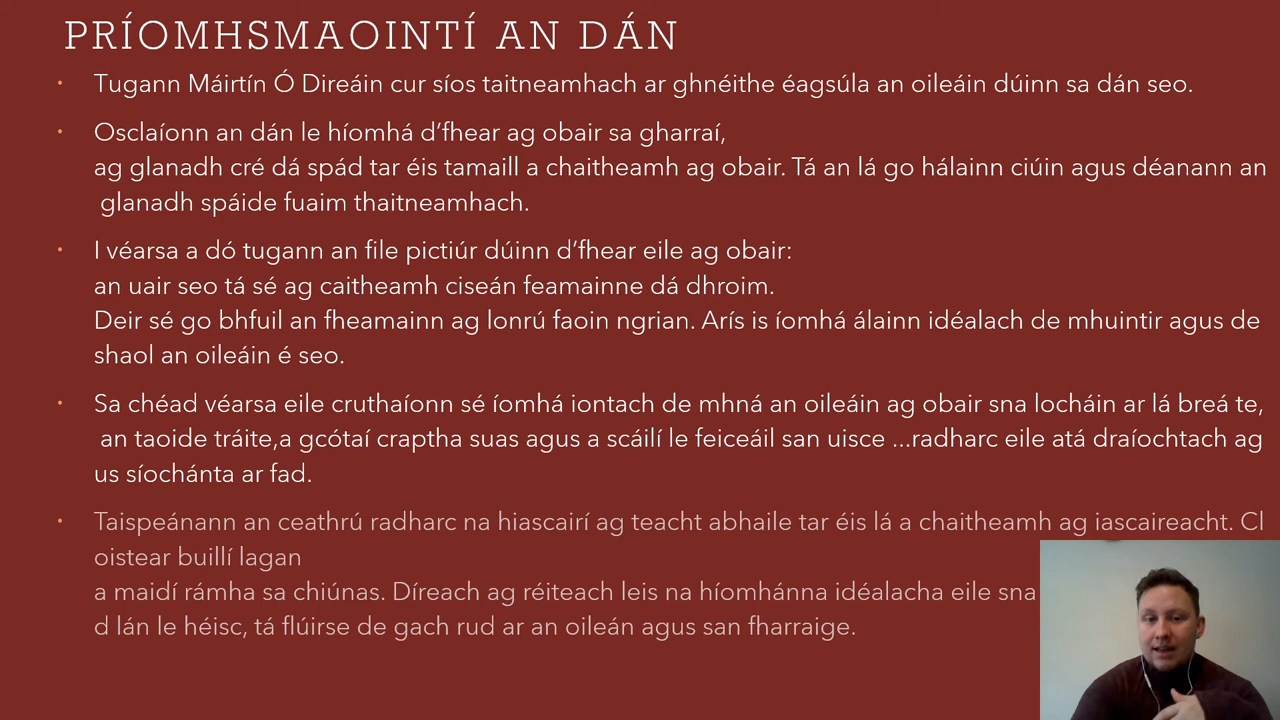 PRÍOMHSMAOINTÍ AN DÁN
• Tugann Máirtín Ó Direáin cur síos taitneamhach ar ghnéithe éagsúla an oileáin dúinn sa dán seo.
• Osclaíonn an dán le híomhá d’fhear ag obair sa gharraí,
ag glanadh cré dá spád tar éis tamaill a chaitheamh ag obair. Tá an lá go hálainn ciúin agus déanann an
glanadh spáide fuaim thaitneamhach.
• I véarsa a dó tugann an file pictiúr dúinn d’fhear eile ag obair:
an uair seo tá sé ag caitheamh ciseán feamainne dá dhroim.
Deir sé go bhfuil an fheamainn ag lonrú faoin ngrian. Arís is íomhá álainn idéalach de mhuintir agus de
shaol an oileáin é seo.
• Sa chéad véarsa eile cruthaíonn sé íomhá iontach de mhná an oileáin ag obair sna locháin ar lá breá te,
an taoide tráite,a gcótaí craptha suas agus a scáilí le feiceáil san uisce ...radharc eile atá draíochtach ag
us síochánta ar fad.
• Taispeánann an ceathrú radharc na hiascairí ag teacht abhaile tar éis lá a chaitheamh ag iascaireacht. Cl
oistear buillí lagan
a maidí rámha sa chiúnas. Díreach ag réiteach leis na híomhánna idéalacha eile sna
d lán le héisc, tá flúirse de gach rud ar an oileán agus san fharraige.